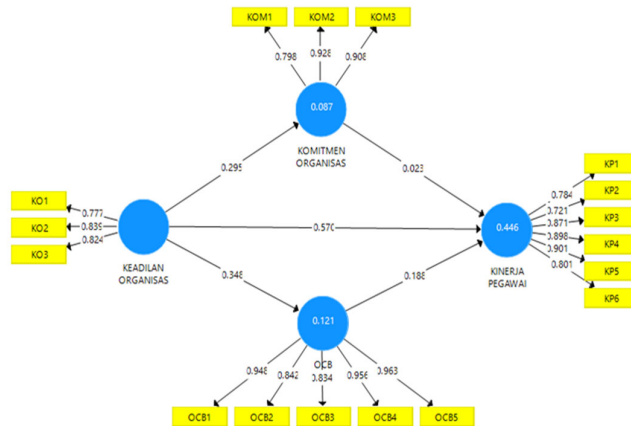 KOM1
KOM2
KOM3
0.798
0.928
0.908
0.087
KOMITMEN
ORGANISAS
0.295
0.023
KO1
KO2
KO3
0.777
0.839
0.824
KEADILAN
ORGANISAS
0.570
0.446
KINERJA
PEGAWAI
KP1
KP2
KP3
KP4
KP5
KP6
0.784
0.721
0.871
0.898
0.901
0.801
0.348
0.188
0.121
OCB
0.948
0.842
0.834
0.956
0.963
OCB1
OCB2
OCB3
OCB4
OCB5